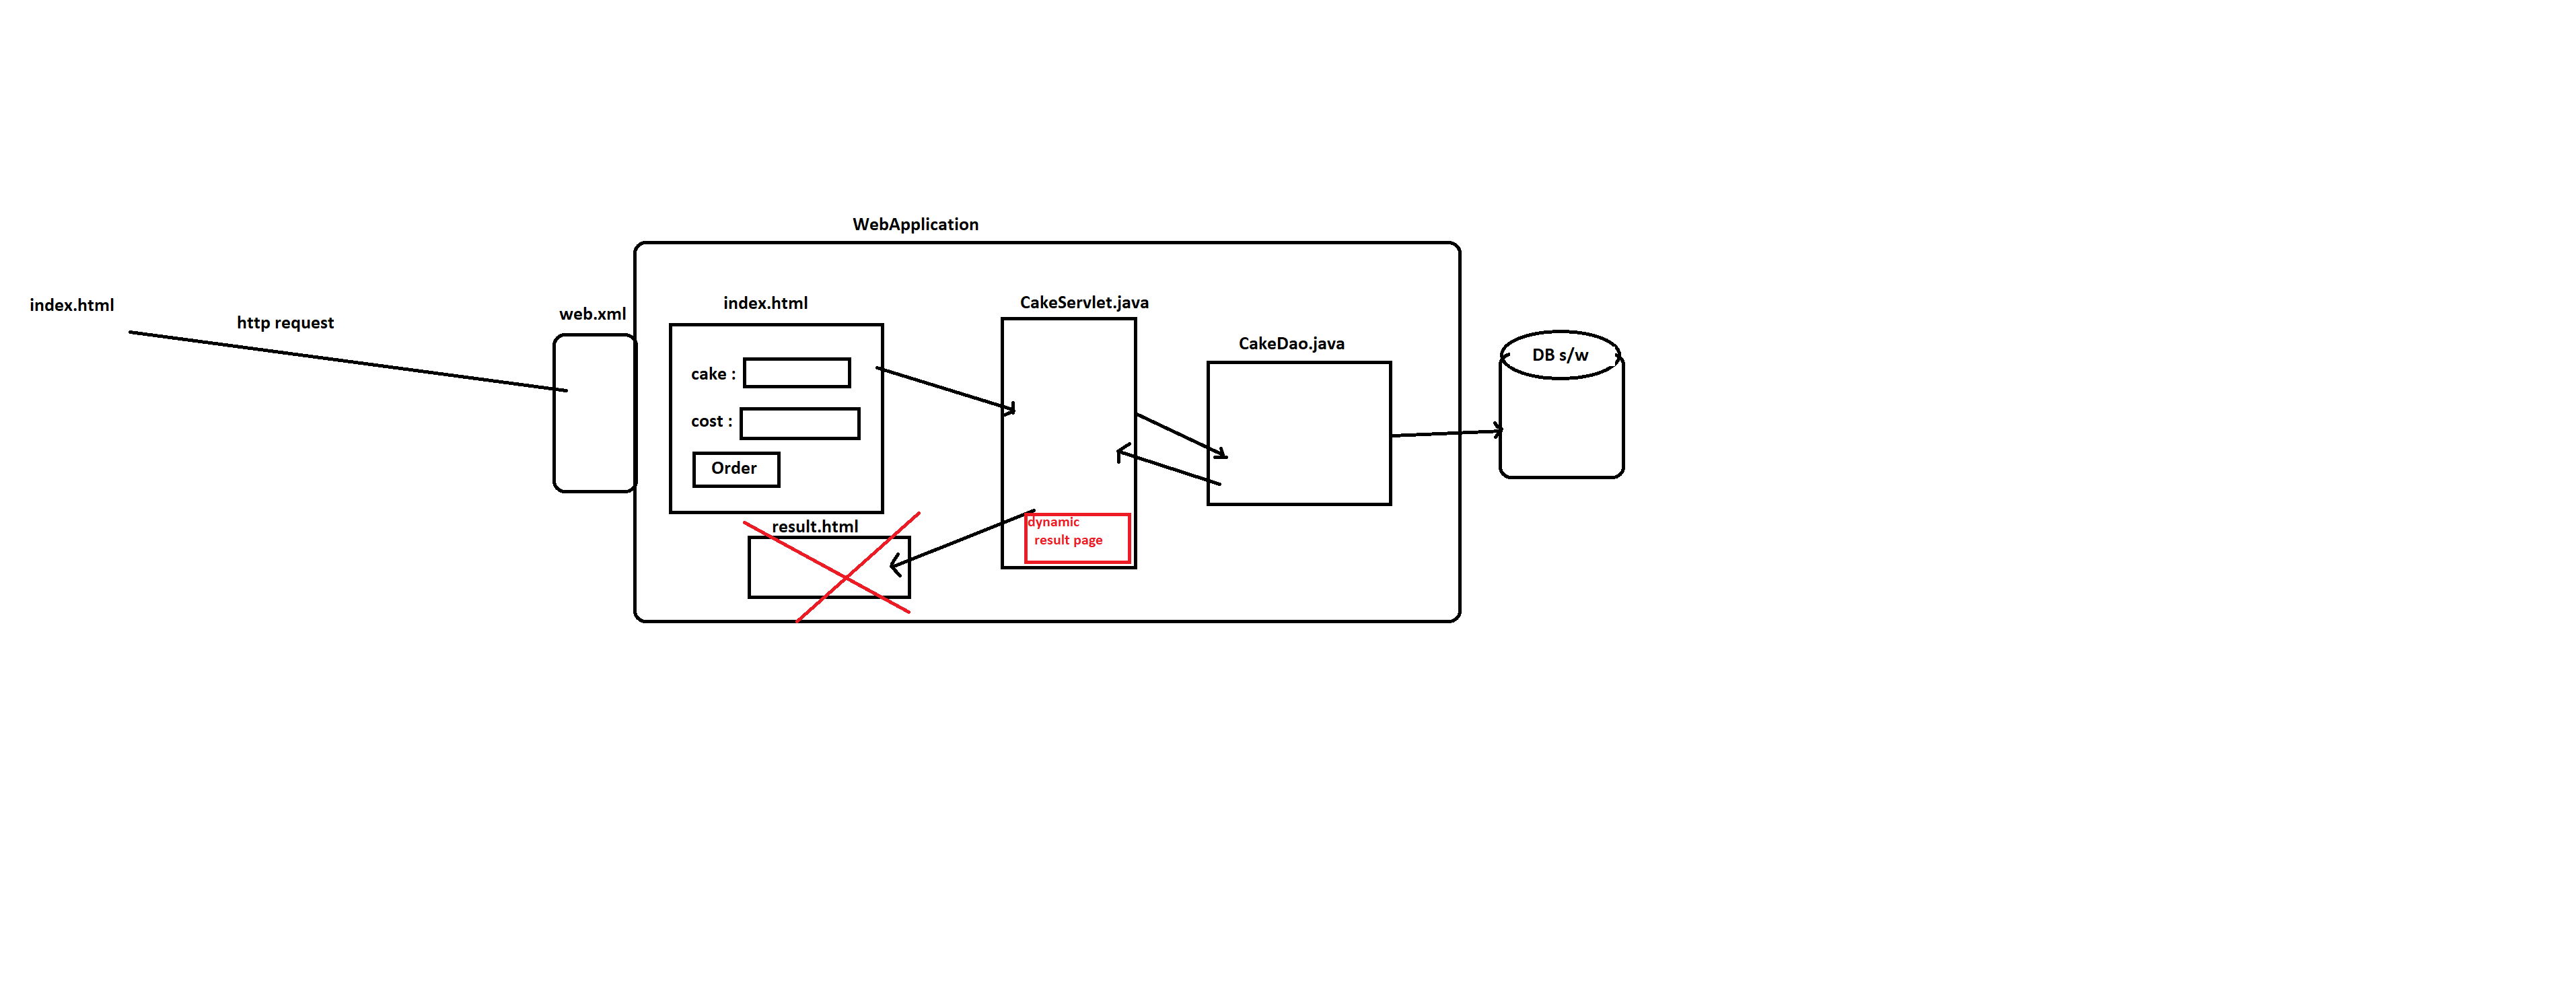 WebApplication
index.html
http request
web.xml
index.html
CakeServlet.java
CakeDao.java
DB s/w
cake :
cost :
Order
result.html
dynamic
result page